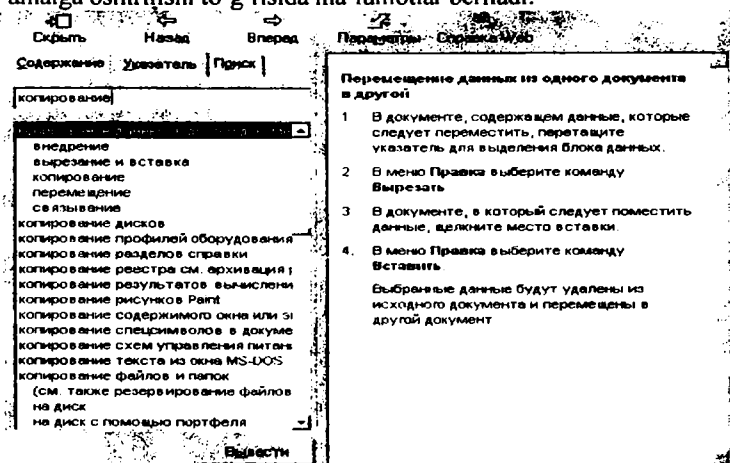 amalga oshirilishi to'g'risida ma'lumotlar beriladi.
Скрыть Назад Вперед Параметры Справка Web
Содержание Указатель Поиск
копирование
внедрение
вырезание и вставка
копирование
перемещение
связывание
копирование дисков
копирование профилей оборудования
копирование разделов справки
копирование реестра см. архивация р
копирование результатов вычислени
копирование рисунков Paint
копирование содержимого окна или э
копирование спецсимволов в докуме
копирование схем управления питан
копирование текста из окна MS-DOS
копирование файлов и папок
(см. также резервирование файлов
на диск
на диск с помощью портфеля
Вывести
Перемещение данных из одного документа
в другой
1 В документе, содержащем данные, которые
следует переместить, перетащите
указатель для выделения блока данных.
2 В меню Правка выберите команду
Вырезать
3 В документе, в который следует поместить
данные, щелкните место вставки.
4. В меню Правка выберите команду
Вставить
Выбранные данные будут удалены из
исходного документа и перемещены в
другой документ